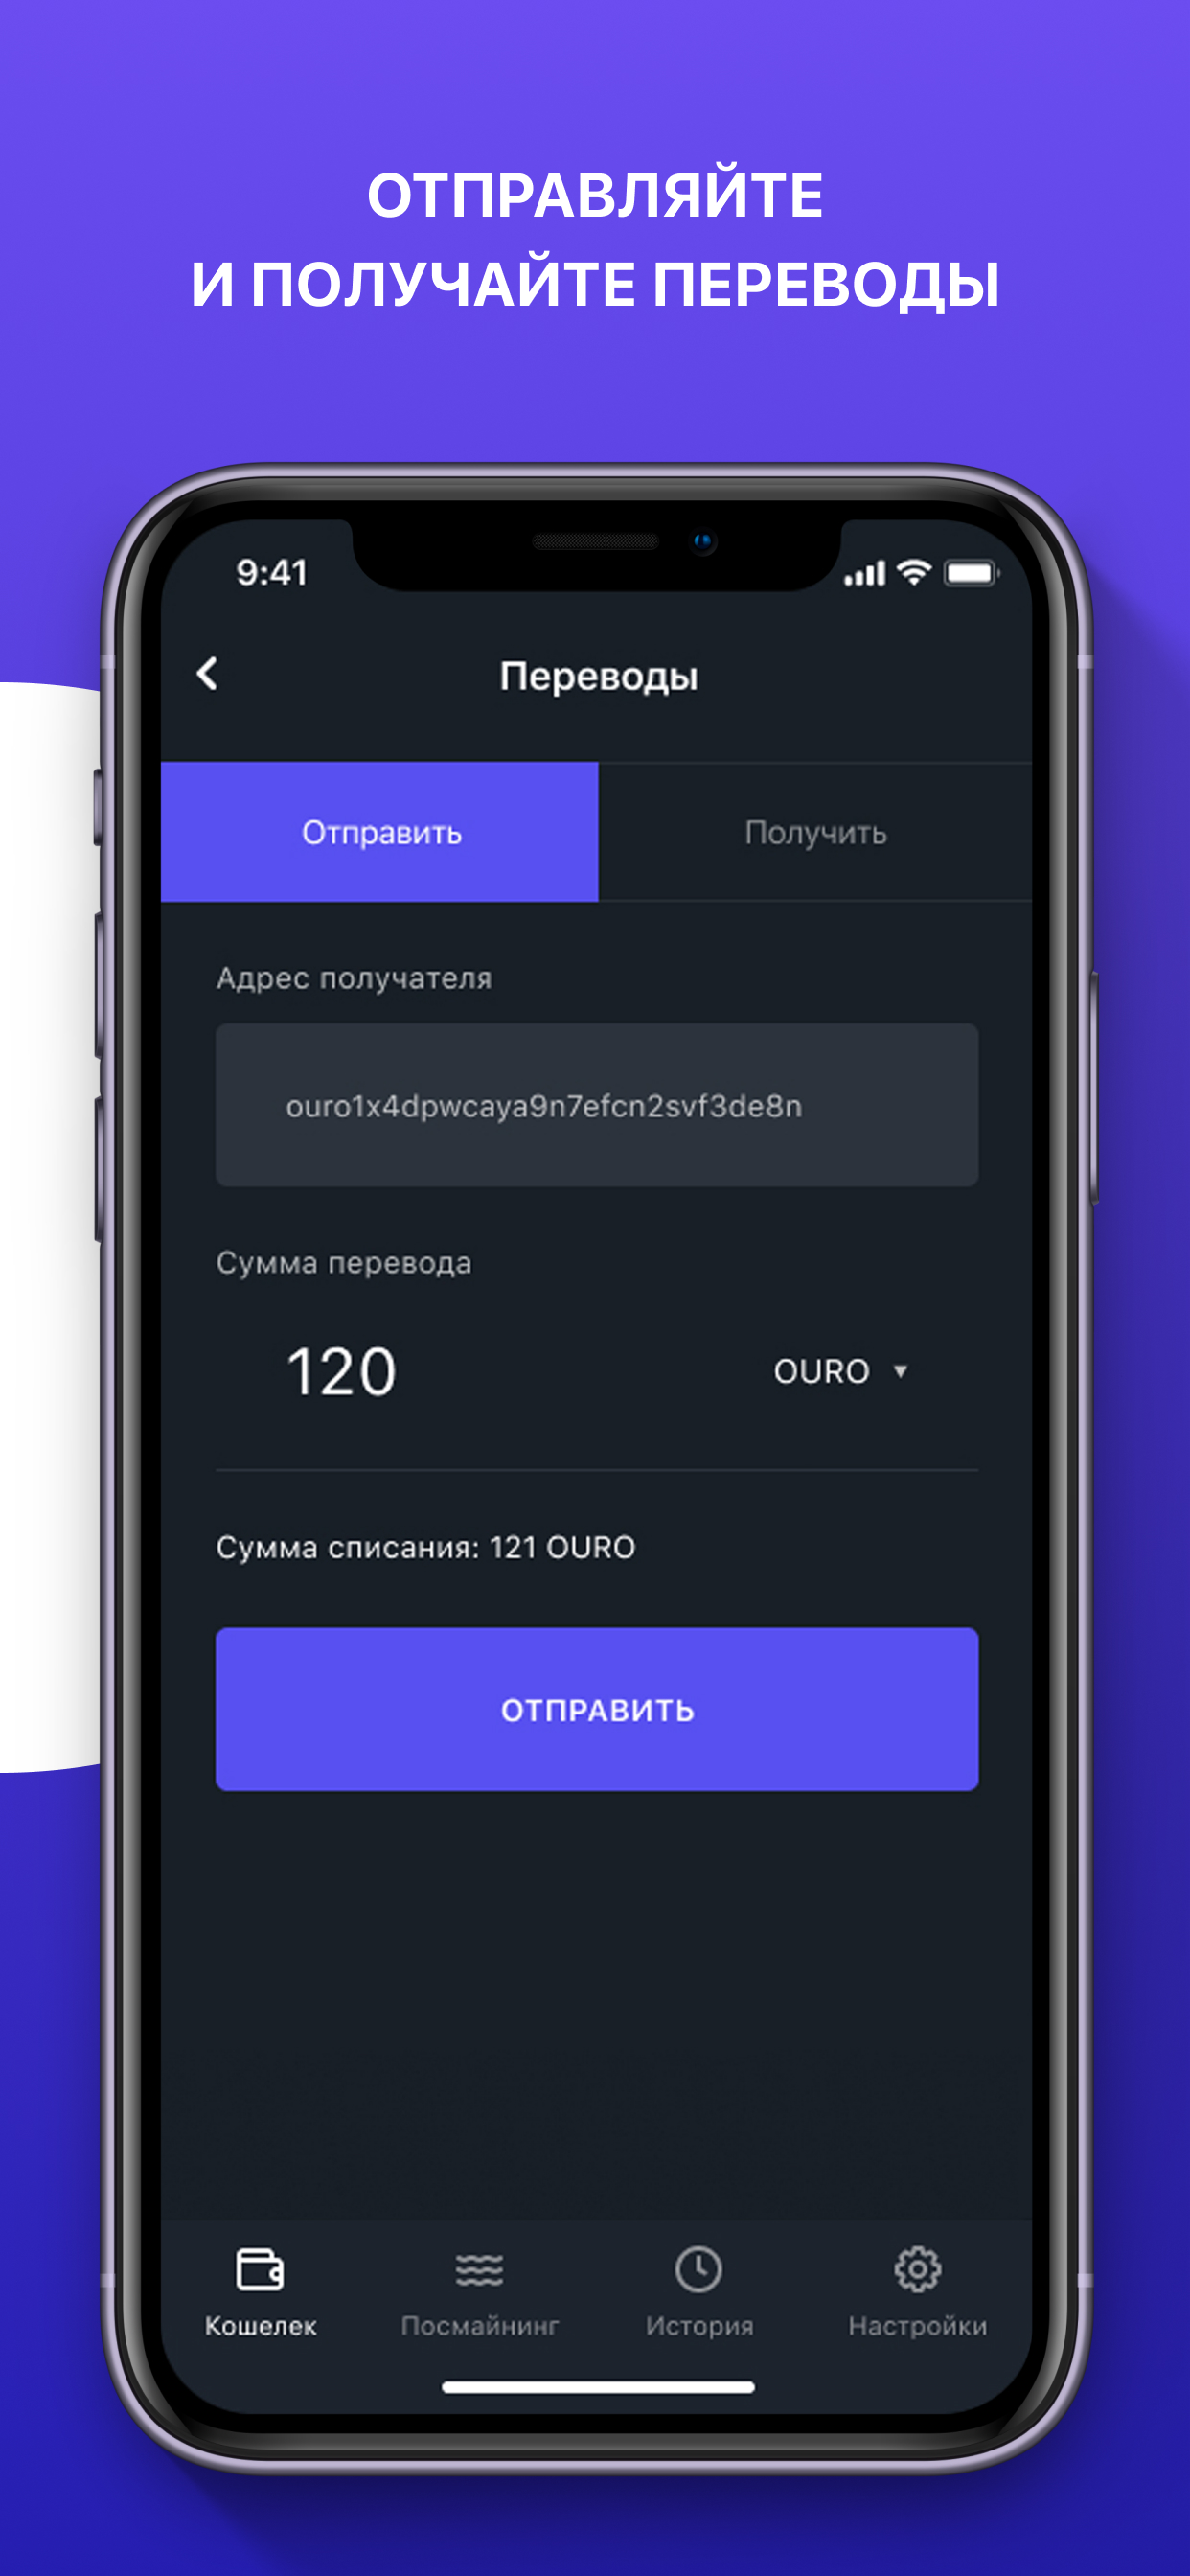 ОТПРАВЛЯЙТЕ
И ПОЛУЧАЙТЕ ПЕРЕВОДЫ
9:41
Переводы
Отправить Получить
Адрес получателя
ouro1x4dpwcaya9n7efcn2svf3de8n
Сумма перевода
120 OURO
Сумма списания: 121 OURO
ОТПРАВИТЬ
Кошелек Посмайнинг История Настройки